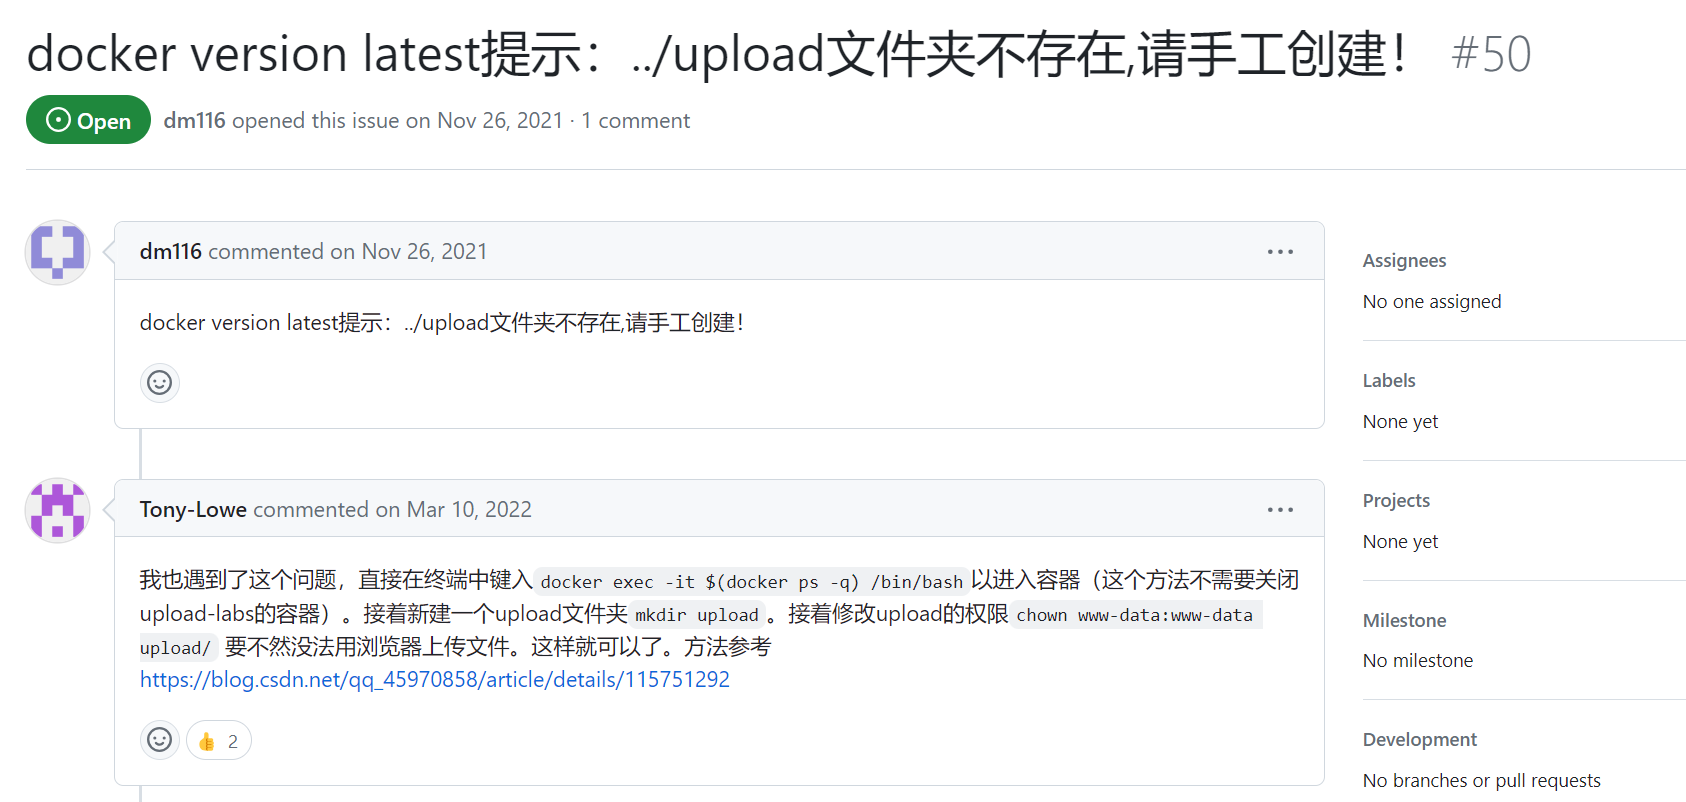 docker version latest提示：../upload文件夹不存在,请手工创建！ #50
Open dm116 opened this issue on Nov 26, 2021 · 1 comment
dm116 commented on Nov 26, 2021
docker version latest提示：../upload文件夹不存在,请手工创建！
Tony-Lowe commented on Mar 10, 2022
我也遇到了这个问题，直接在终端中键入 docker exec -it $(docker ps -q) /bin/bash 以进入容器（这个方法不需要关闭
upload-labs的容器）。接着新建一个upload文件夹 mkdir upload 。接着修改upload的权限 chown www-data:www-data
upload/ 要不然没法用浏览器上传文件。这样就可以了。方法参考
https://blog.csdn.net/qq_45970858/article/details/115751292
👍 2
Assignees
No one assigned
Labels
None yet
Projects
None yet
Milestone
No milestone
Development
No branches or pull requests